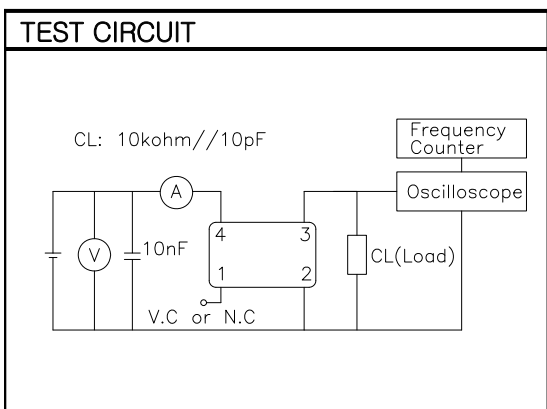 TEST CIRCUIT
CL: 10kohm//10pF
Frequency
Counter
Oscilloscope
A
V
10nF
4
3
1
2
CL(Load)
V.C or N.C